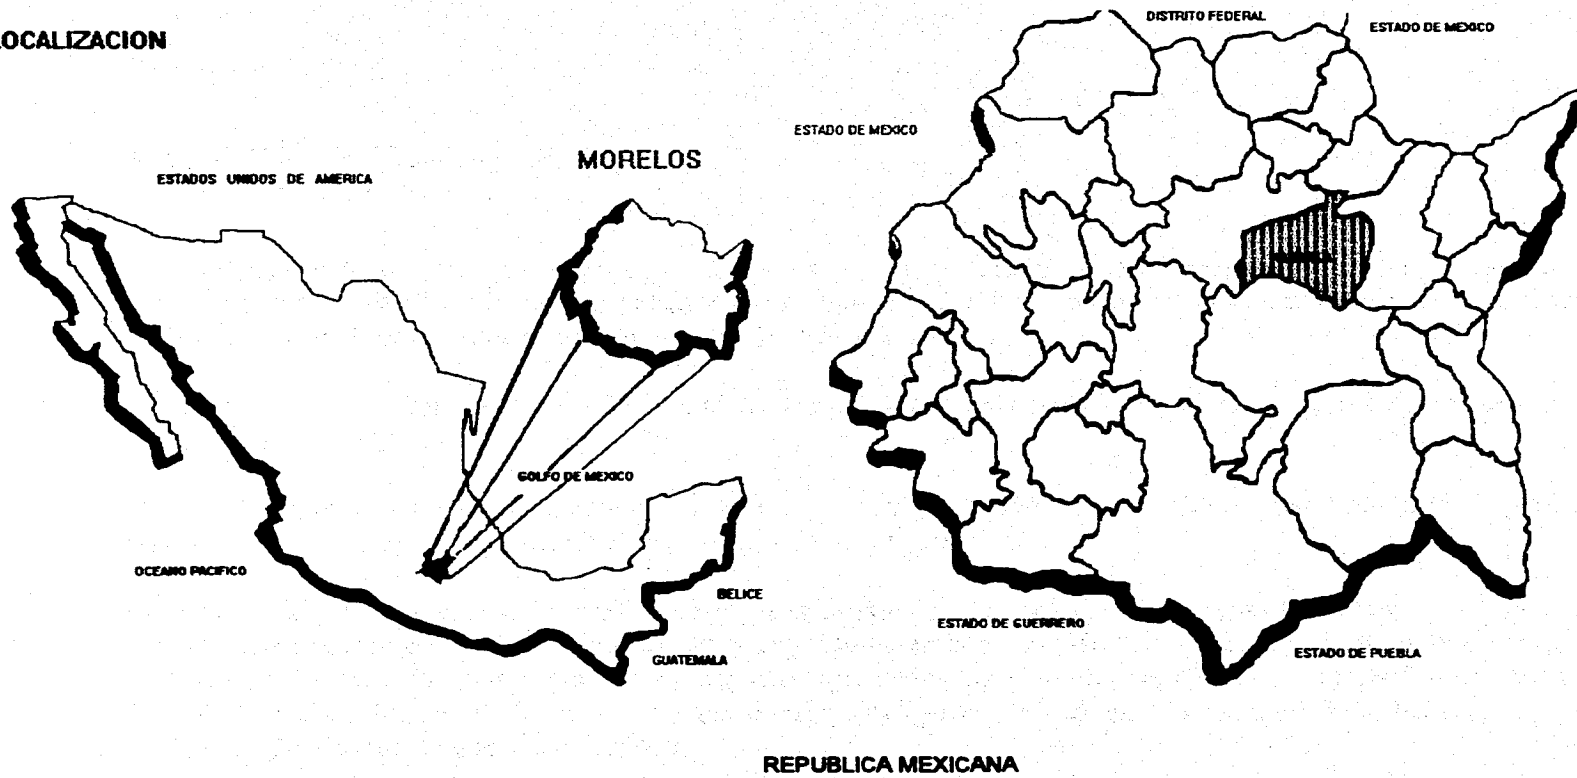 LOCALIZACION
DISTRITO FEDERAL
ESTADO DE MEXICO
ESTADO DE MEXICO
MORELOS
ESTADOS UNIDOS DE AMERICA
GOLFO DE MEXICO
OCEANO PACIFICO
BELICE
ESTADO DE GUERRERO
GUATEMALA
ESTADO DE PUEBLA
REPUBLICA MEXICANA